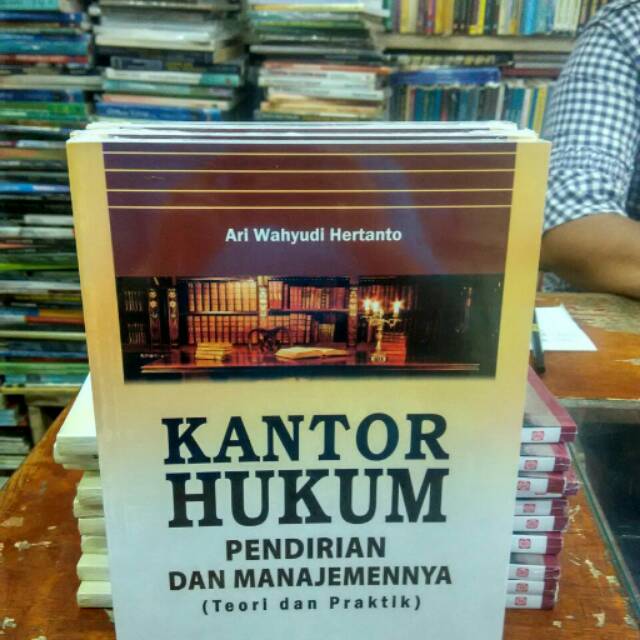 Ari Wahyudi Hertanto
KANTOR
HUKUM
PENDIRIAN
DAN MANAJEMENNYA
(Teori dan Praktik)